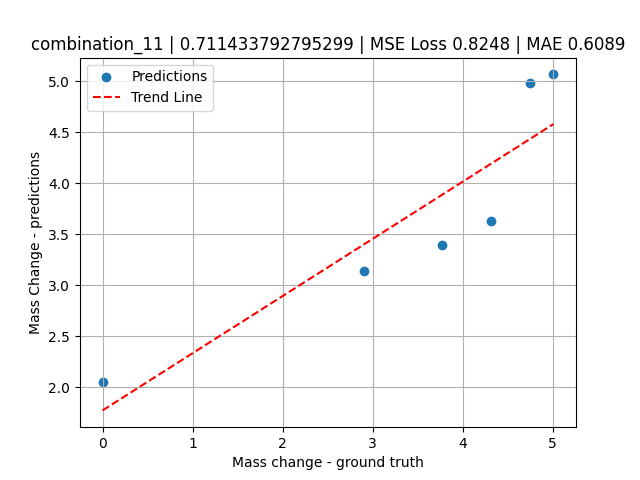 combination_11 | 0.711433792795299 | MSE Loss 0.8248 | MAE 0.6089
Predictions
Trend Line
5.0
4.5
4.0
3.5
3.0
2.5
2.0
Mass Change - predictions
0 1 2 3 4 5
Mass change - ground truth